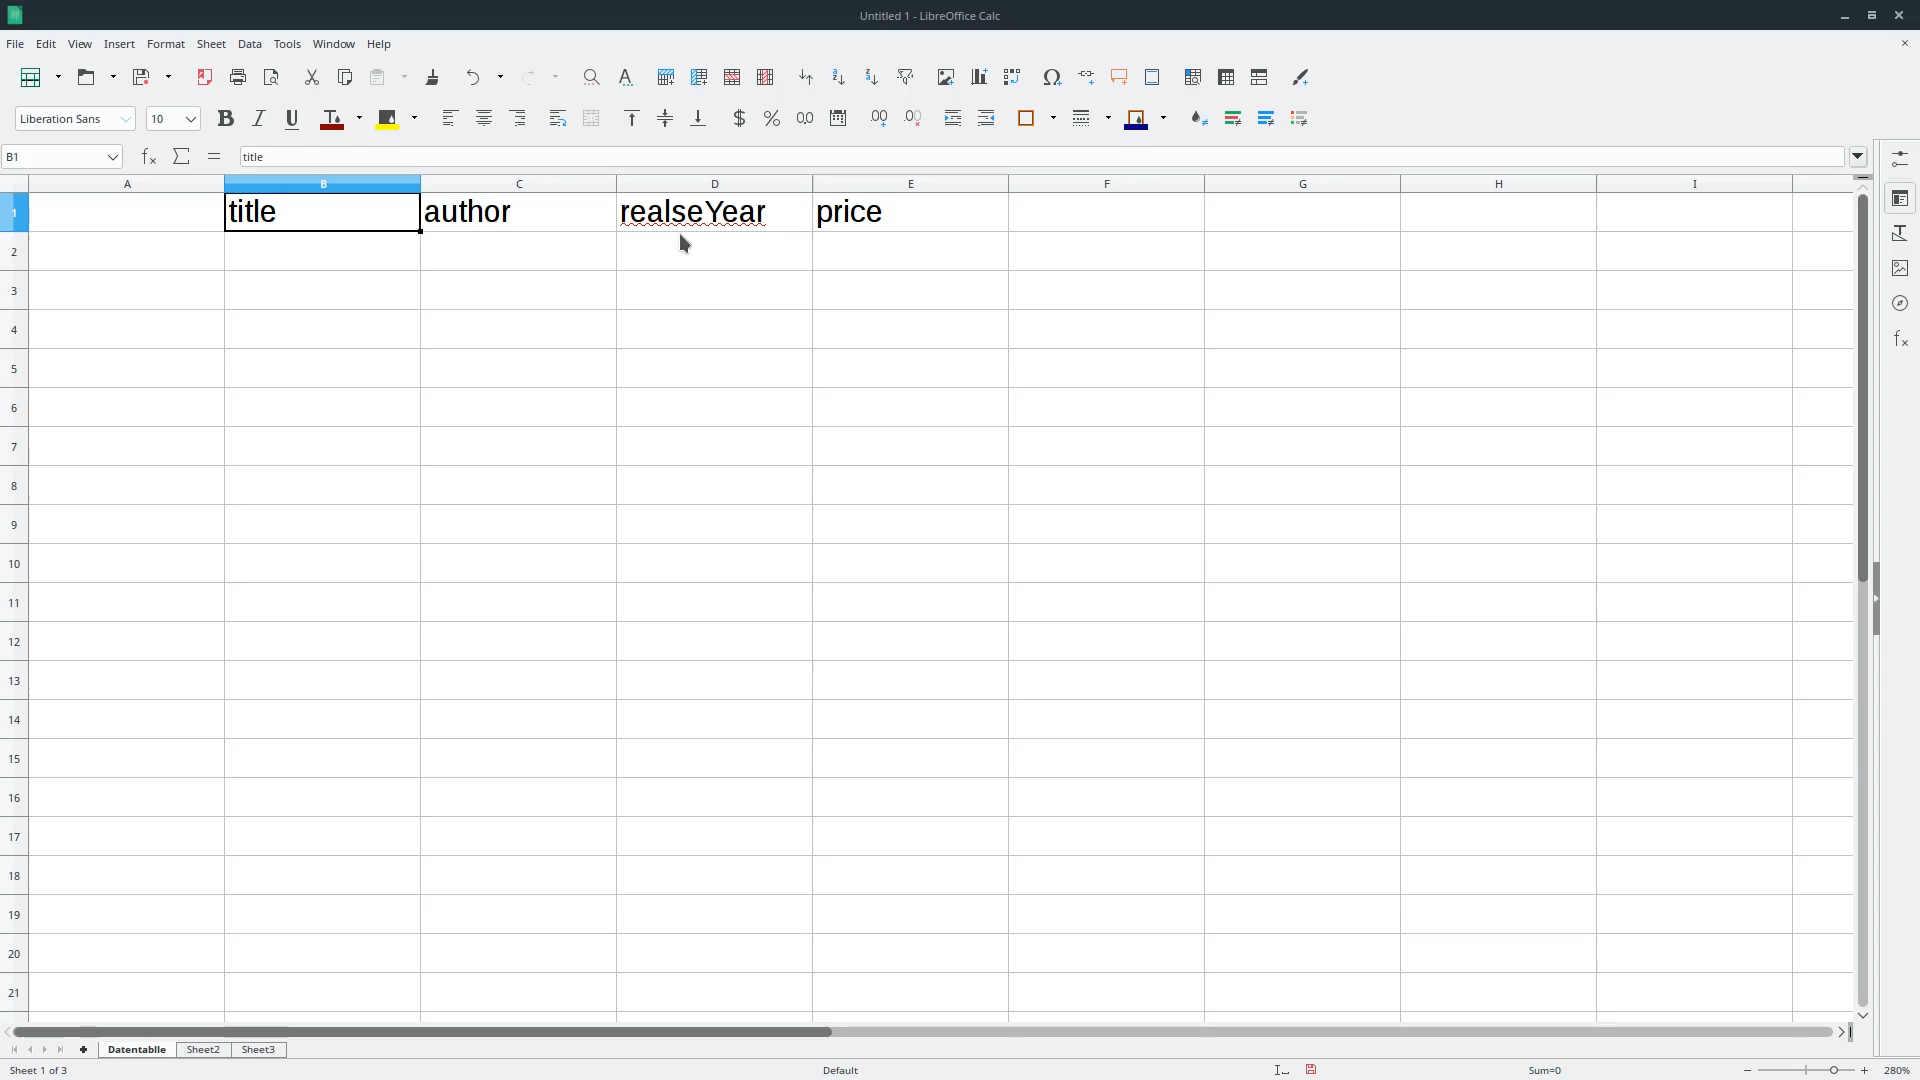 Untitled 1 - LibreOffice Calc
File Edit View Insert Format Sheet Data Tools Window Help
Liberation Sans 10
B1 title
A B C D E F G H I
1 title author realseYear price
2
3
4
5
6
7
8
9
10
11
12
13
14
15
16
17
18
19
20
21
Datentablle Sheet2 Sheet3
Sheet 1 of 3 Default Sum=0 280%